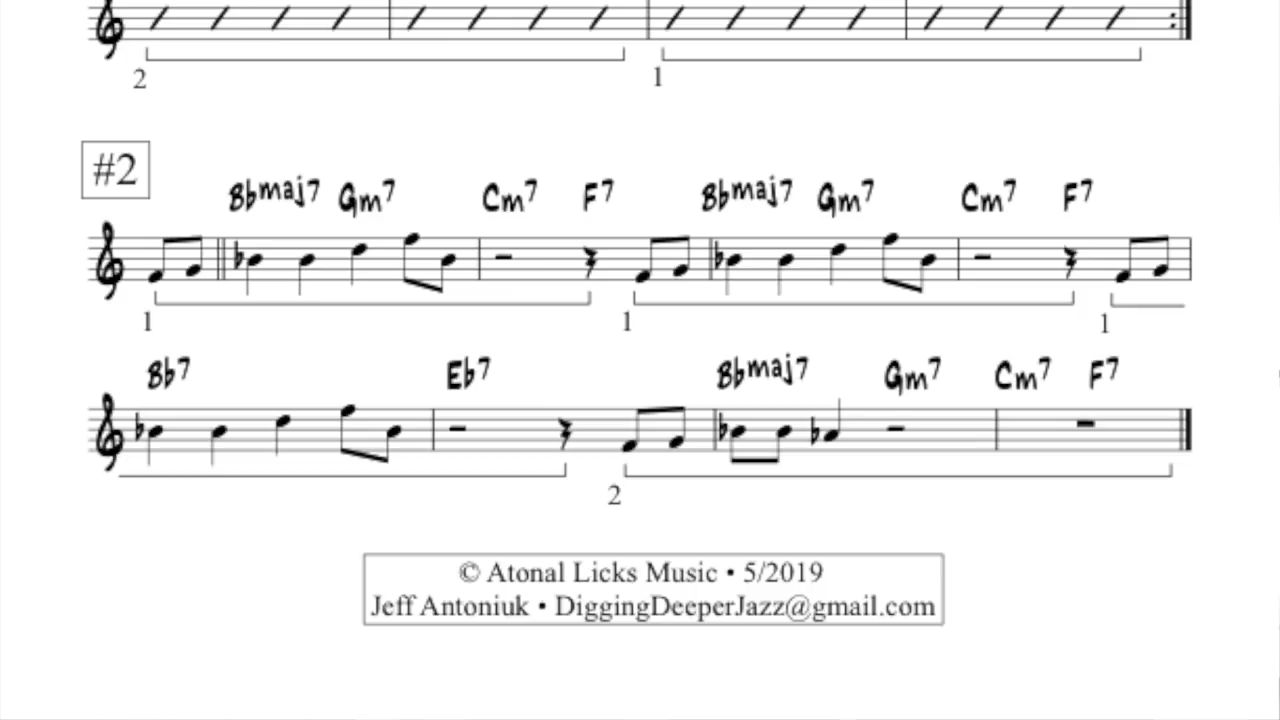 2 1
#2
Bbmaj7 Gm7 Cm7 F7 Bbmaj7 Gm7 Cm7 F7
1 1 1
Bb7 Eb7 Bbmaj7 Gm7 Cm7 F7
2
© Atonal Licks Music • 5/2019
Jeff Antoniuk • DiggingDeeperJazz@gmail.com